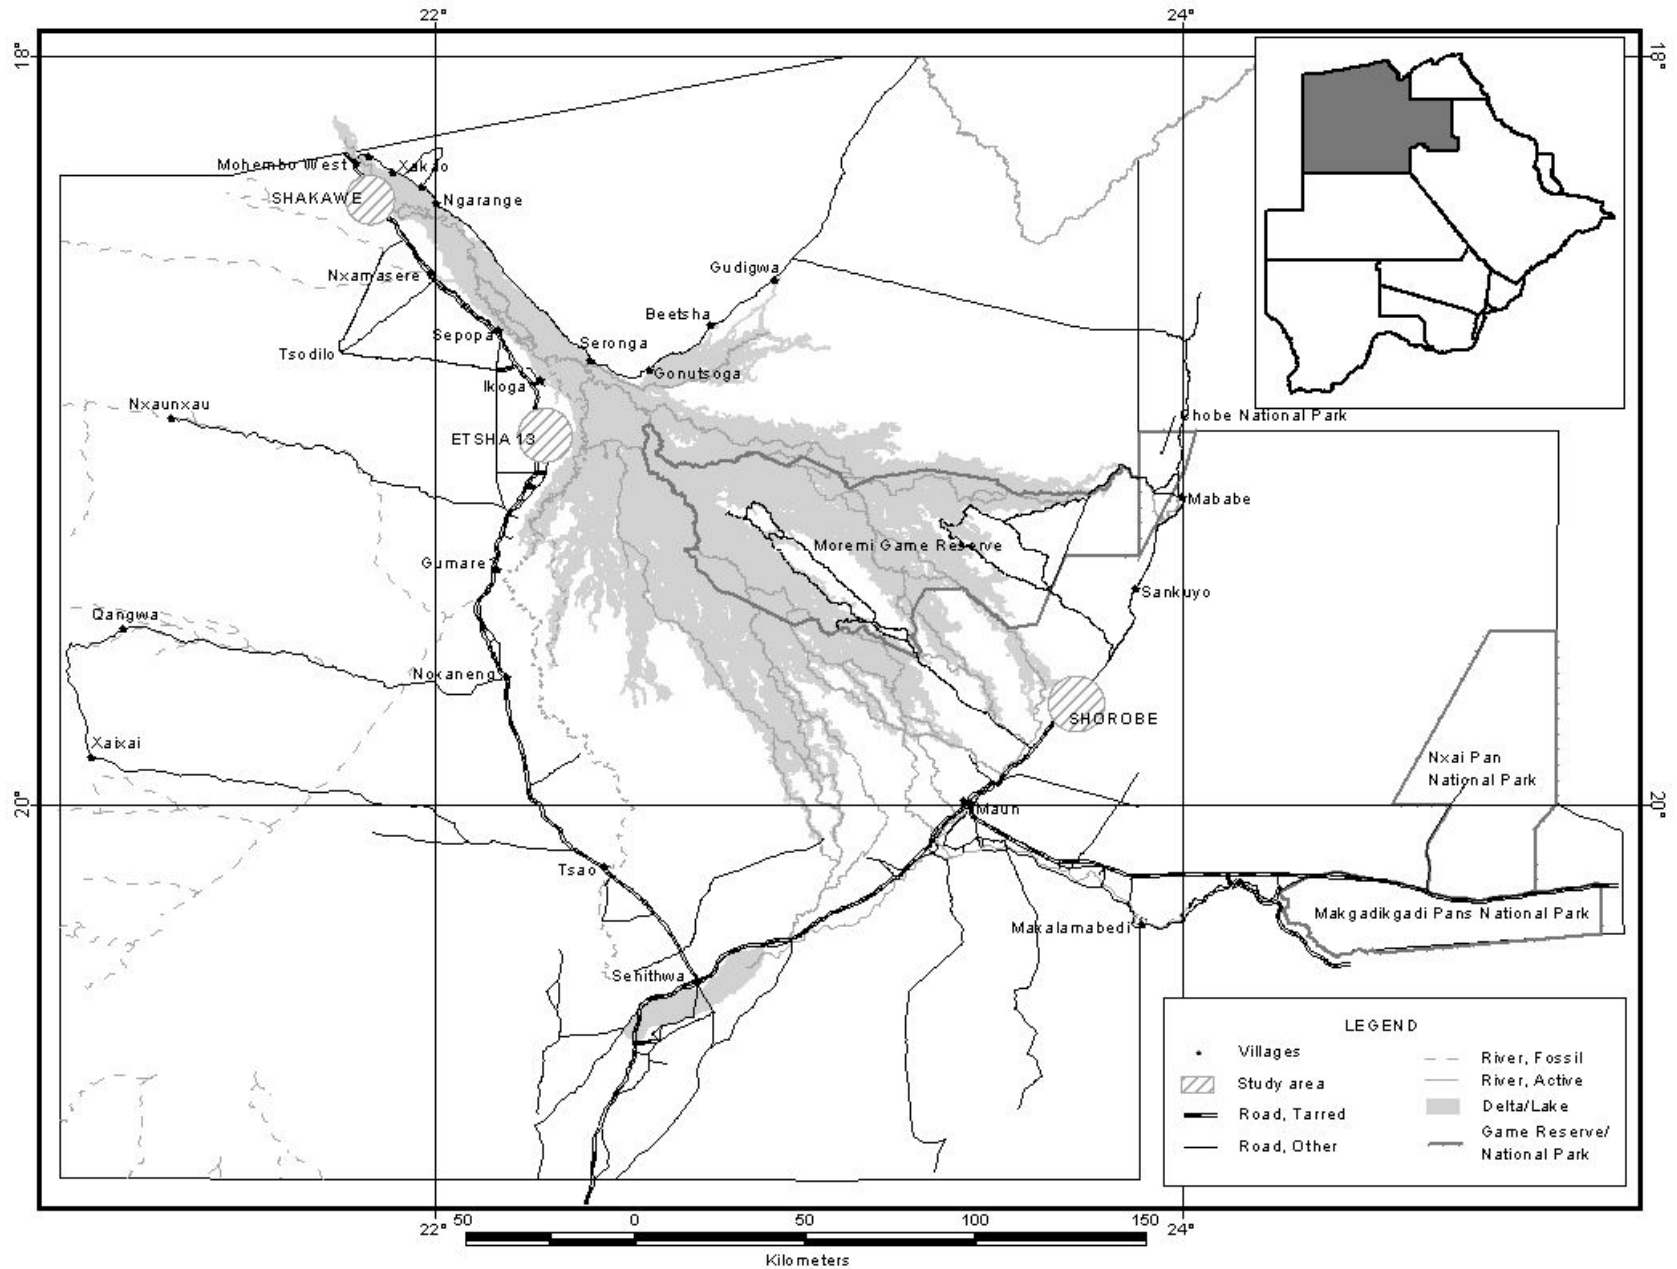 22°
24°
18°
18°
Mohembo West
Xakao
SHAKAWE
Ngarange
Nxamasere
Gudigwa
Beetsha
Sepopa
Seronga
Tsodilo
Gonutsoga
Ikoga
Nxaunxau
Chobe National Park
ETSHA 13
Mababe
Moremi Game Reserve
Gumare
Sankuyo
Qangwa
Nokaneng
SHOROBE
Xaixai
Nxai Pan
National Park
20°
20°
Maun
Tsao
Makgadikgadi Pans National Park
Makalamabedi
Sehithwa
LEGEND
Villages
Study area
Road, Tarred
Road, Other
River, Fossil
River, Active
Delta/Lake
Game Reserve/
National Park
22°
24°
50 0 50 100 150
Kilometers